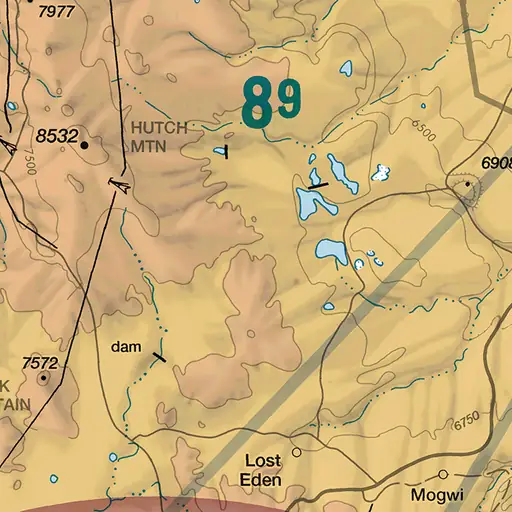 7977
89
8532
HUTCH
MTN
7500
6500
6908
dam
7572
K
TAIN
6750
Lost
Eden
Mogwi